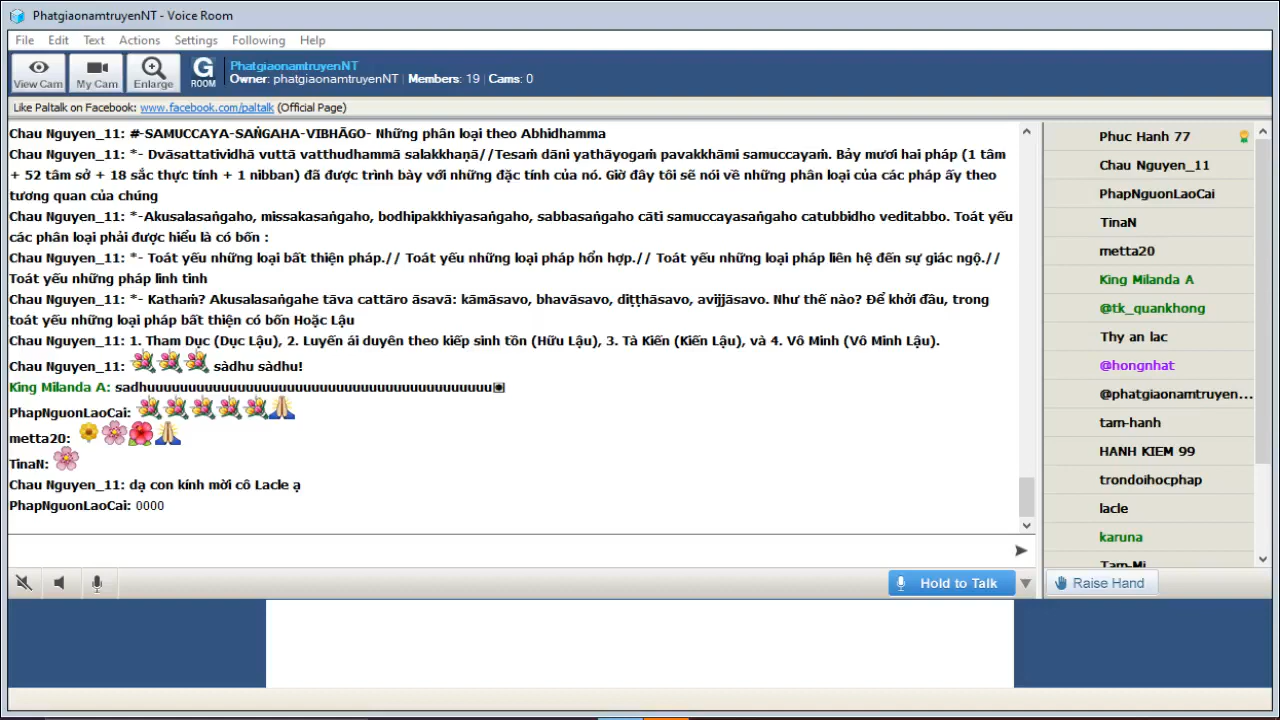 PhatgiaonamtruyenNT - Voice Room
File Edit Text Actions Settings Following Help
View Cam
My Cam
Enlarge
G
ROOM
PhatgiaonamtruyenNT
Owner: phatgiaonamtruyenNT | Members: 19 | Cams: 0
Like Paltalk on Facebook: www.facebook.com/paltalk (Official Page)
Chau Nguyen_11: #-SAMUCCAYA-SAṄGAHA-VIBHĀGO- Những phân loại theo Abhidhamma
Chau Nguyen_11: *- Dvāsattatividhā vuttā vatthudhammā salakkhaṇā//Tesaṁ dāni yathāyogaṁ pavakkhāmi samuccayaṁ. Bảy mươi hai pháp (1 tâm
+ 52 tâm sở + 18 sắc thực tính + 1 nibban) đã được trình bày với những đặc tính của nó. Giờ đây tôi sẽ nói về những phân loại của các pháp ấy theo
tương quan của chúng
Chau Nguyen_11: *-Akusalasaṅgaho, missakasaṅgaho, bodhipakkhiyasaṅgaho, sabbasaṅgaho cāti samuccayasaṅgaho catubbidho veditabbo. Toát yếu
các phân loại phải được hiểu là có bốn :
Chau Nguyen_11: *- Toát yếu những loại bất thiện pháp.// Toát yếu những loại pháp hổn hợp.// Toát yếu những loại pháp liên hệ đến sự giác ngộ.//
Toát yếu những pháp linh tinh
Chau Nguyen_11: *- Kathaṁ? Akusalasaṅgahe tāva cattāro āsavā: kāmāsavo, bhavāsavo, diṭṭhāsavo, avijjāsavo. Như thế nào? Để khởi đầu, trong
toát yếu những loại pháp bất thiện có bốn Hoặc Lậu
Chau Nguyen_11: 1. Tham Dục (Dục Lậu), 2. Luyến ái duyên theo kiếp sinh tồn (Hữu Lậu), 3. Tà Kiến (Kiến Lậu), và 4. Vô Minh (Vô Minh Lậu).
Chau Nguyen_11: sàdhu sàdhu!
King Milanda A: sadhuuuuuuuuuuuuuuuuuuuuuuuuuuuuuuuuuuuuuuuuuu
PhapNguonLaoCai:
metta20:
TinaN:
Chau Nguyen_11: dạ con kính mời cô Lacle ạ
PhapNguonLaoCai: 0000
Phuc Hanh 77
Chau Nguyen_11
PhapNguonLaoCai
TinaN
metta20
King Milanda A
@tk_quankhong
Thy an lac
@hongnhat
@phatgiaonamtruyen...
tam-hanh
HANH KIEM 99
trondoihocphap
lacle
karuna
Tam-Mi
Hold to Talk
Raise Hand